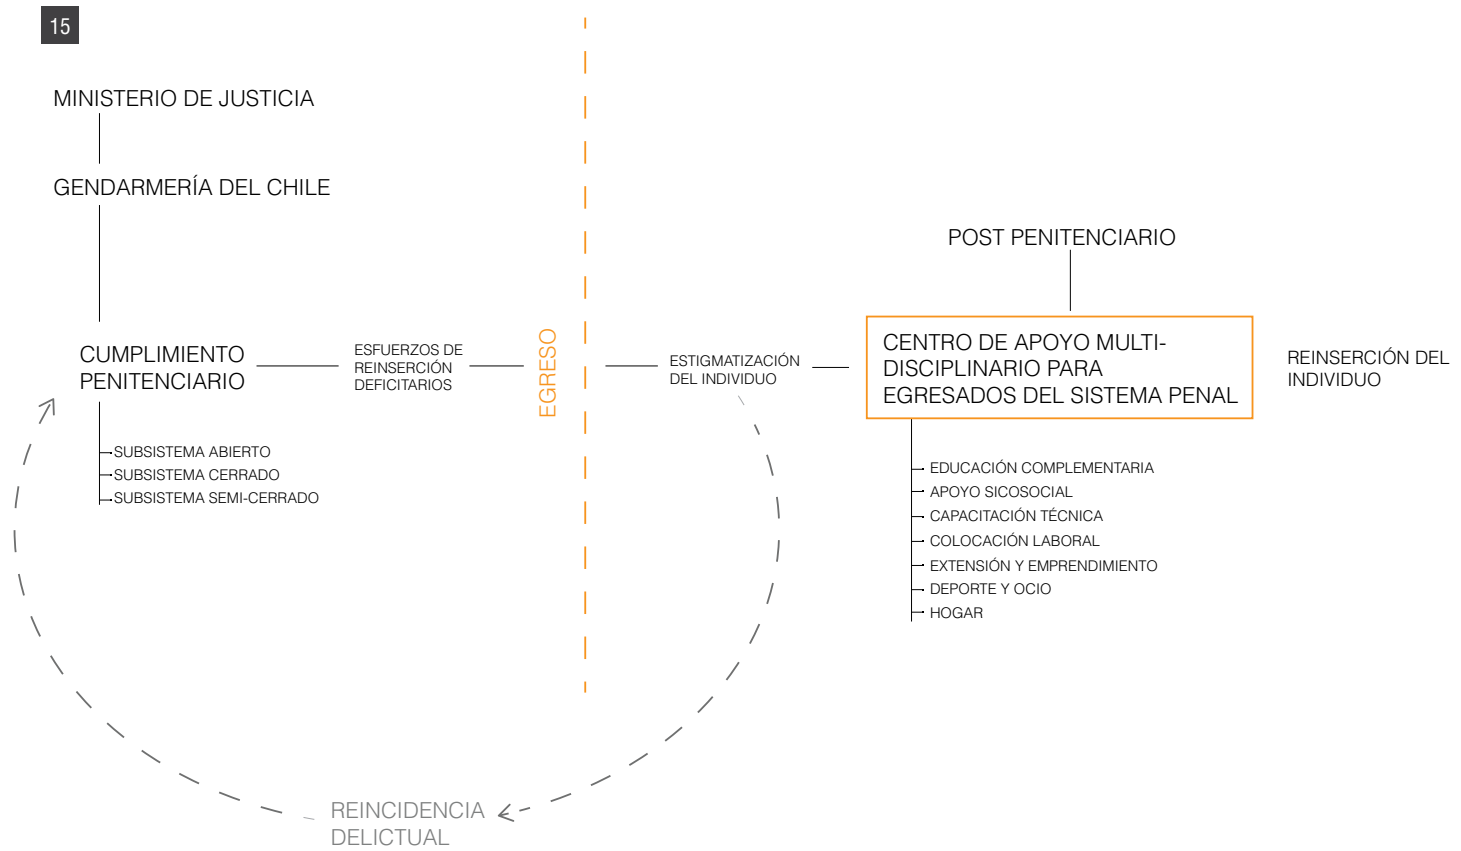 15
MINISTERIO DE JUSTICIA
GENDARMERÍA DEL CHILE
CUMPLIMIENTO
PENITENCIARIO
SUBSISTEMA ABIERTO
SUBSISTEMA CERRADO
SUBSISTEMA SEMI-CERRADO
ESFUERZOS DE
REINSERCIÓN
DEFICITARIOS
EGRESO
ESTIGMATIZACIÓN
DEL INDIVIDUO
POST PENITENCIARIO
CENTRO DE APOYO MULTI-
DISCIPLINARIO PARA
EGRESADOS DEL SISTEMA PENAL
EDUCACIÓN COMPLEMENTARIA
APOYO SICOSOCIAL
CAPACITACIÓN TÉCNICA
COLOCACIÓN LABORAL
EXTENSIÓN Y EMPRENDIMIENTO
DEPORTE Y OCIO
HOGAR
REINSERCIÓN DEL
INDIVIDUO
REINCIDENCIA
DELICTUAL